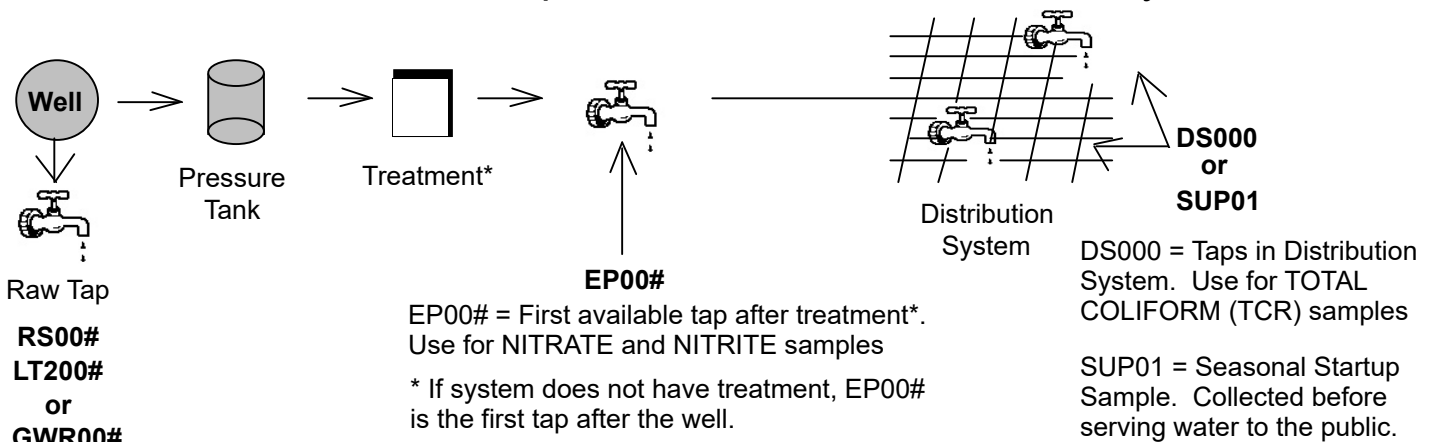 Well
Pressure
Tank
Treatment*
Raw Tap
RS00#
LT200#
or
GWR00#
EP00#
EP00# = First available tap after treatment*.
Use for NITRATE and NITRITE samples
* If system does not have treatment, EP00#
is the first tap after the well.
Distribution
System
DS000
or
SUP01
DS000 = Taps in Distribution
System. Use for TOTAL
COLIFORM (TCR) samples
SUP01 = Seasonal Startup
Sample. Collected before
serving water to the public.